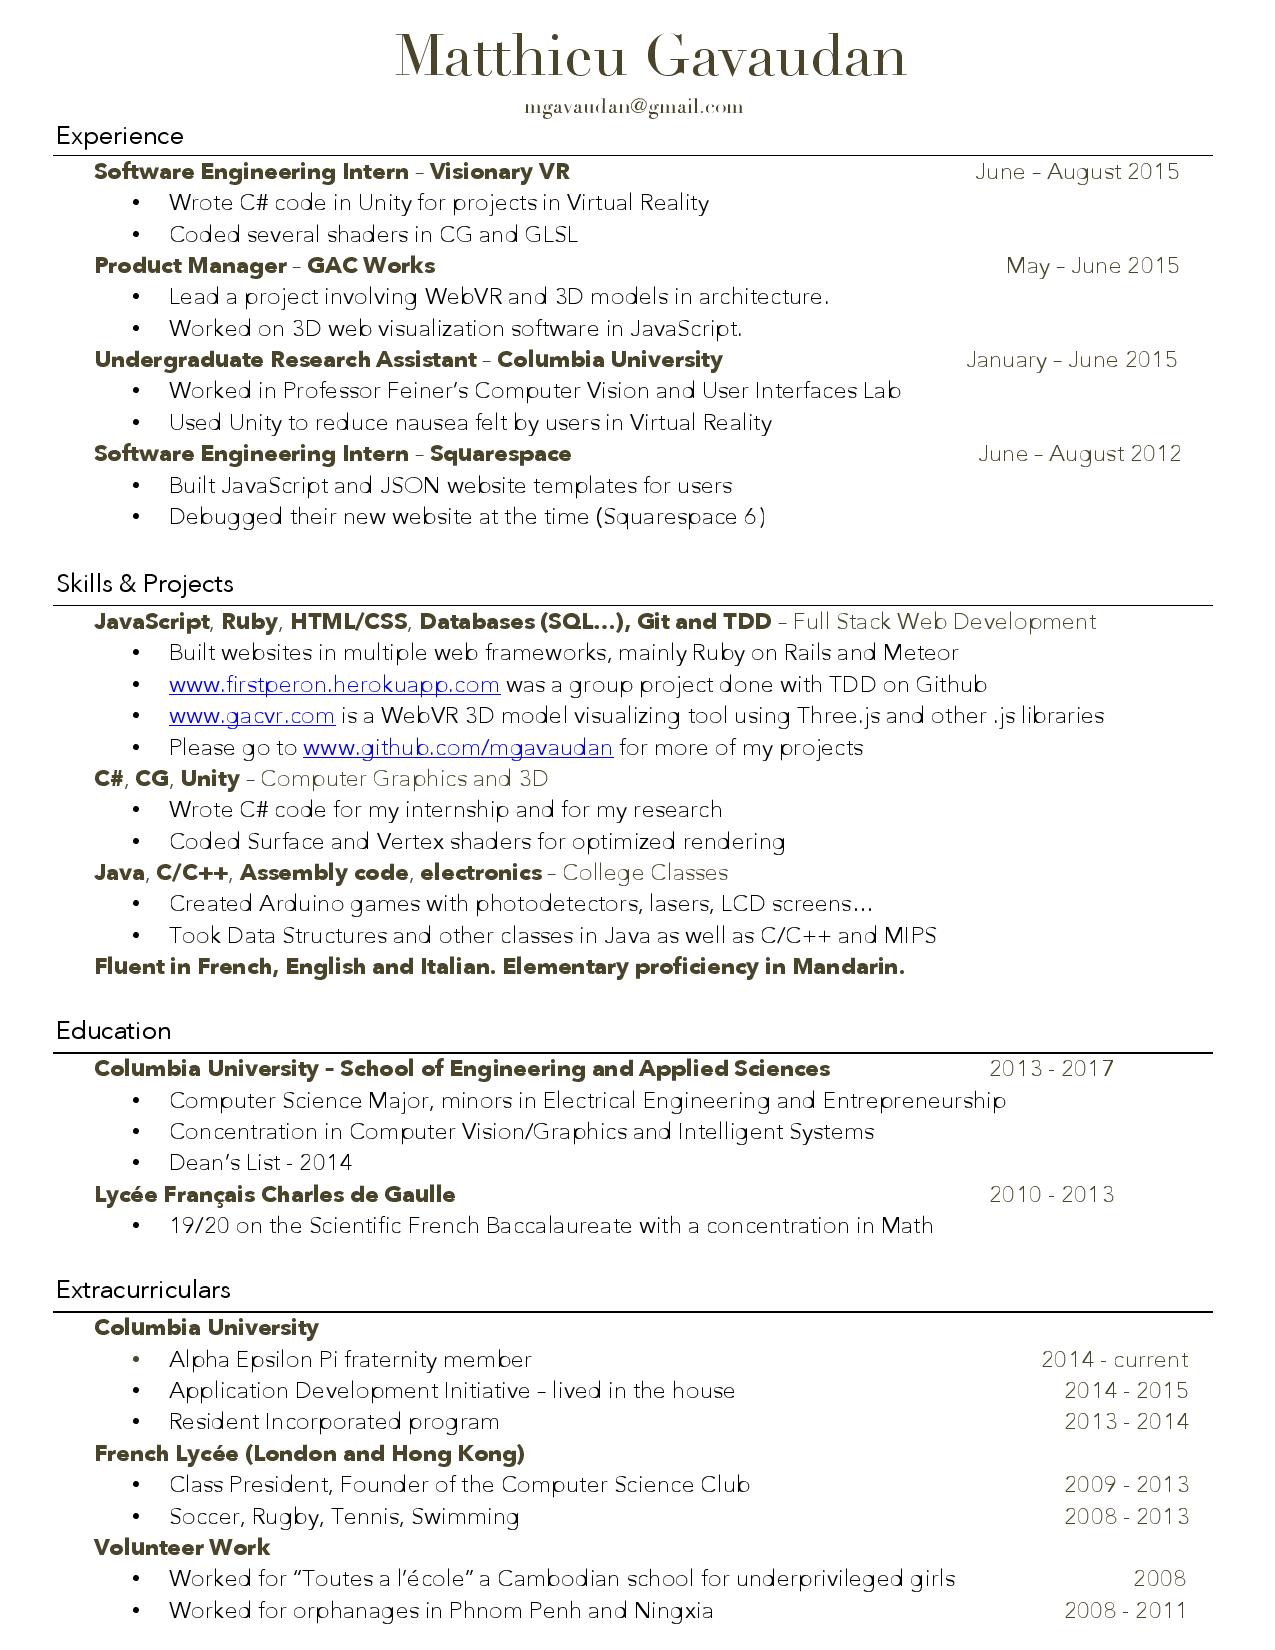 Matthieu Gavaudan
mgavaudan@gmail.com
Experience
Software Engineering Intern – Visionary VR June – August 2015
• Wrote C# code in Unity for projects in Virtual Reality
• Coded several shaders in CG and GLSL
Product Manager – GAC Works May – June 2015
• Lead a project involving WebVR and 3D models in architecture.
• Worked on 3D web visualization software in JavaScript.
Undergraduate Research Assistant – Columbia University January – June 2015
• Worked in Professor Feiner’s Computer Vision and User Interfaces Lab
• Used Unity to reduce nausea felt by users in Virtual Reality
Software Engineering Intern – Squarespace June – August 2012
• Built JavaScript and JSON website templates for users
• Debugged their new website at the time (Squarespace 6)
Skills & Projects
JavaScript, Ruby, HTML/CSS, Databases (SQL…), Git and TDD – Full Stack Web Development
• Built websites in multiple web frameworks, mainly Ruby on Rails and Meteor
• www.firstperon.herokuapp.com was a group project done with TDD on Github
• www.gacvr.com is a WebVR 3D model visualizing tool using Three.js and other .js libraries
• Please go to www.github.com/mgavaudan for more of my projects
C#, CG, Unity – Computer Graphics and 3D
• Wrote C# code for my internship and for my research
• Coded Surface and Vertex shaders for optimized rendering
Java, C/C++, Assembly code, electronics – College Classes
• Created Arduino games with photodetectors, lasers, LCD screens…
• Took Data Structures and other classes in Java as well as C/C++ and MIPS
Fluent in French, English and Italian. Elementary proficiency in Mandarin.
Education
Columbia University – School of Engineering and Applied Sciences 2013 - 2017
• Computer Science Major, minors in Electrical Engineering and Entrepreneurship
• Concentration in Computer Vision/Graphics and Intelligent Systems
• Dean’s List - 2014
Lycée Français Charles de Gaulle 2010 - 2013
• 19/20 on the Scientific French Baccalaureate with a concentration in Math
Extracurriculars
Columbia University
• Alpha Epsilon Pi fraternity member 2014 - current
• Application Development Initiative – lived in the house 2014 - 2015
• Resident Incorporated program 2013 - 2014
French Lycée (London and Hong Kong)
• Class President, Founder of the Computer Science Club 2009 - 2013
• Soccer, Rugby, Tennis, Swimming 2008 - 2013
Volunteer Work
• Worked for “Toutes a l’école” a Cambodian school for underprivileged girls 2008
• Worked for orphanages in Phnom Penh and Ningxia 2008 - 2011